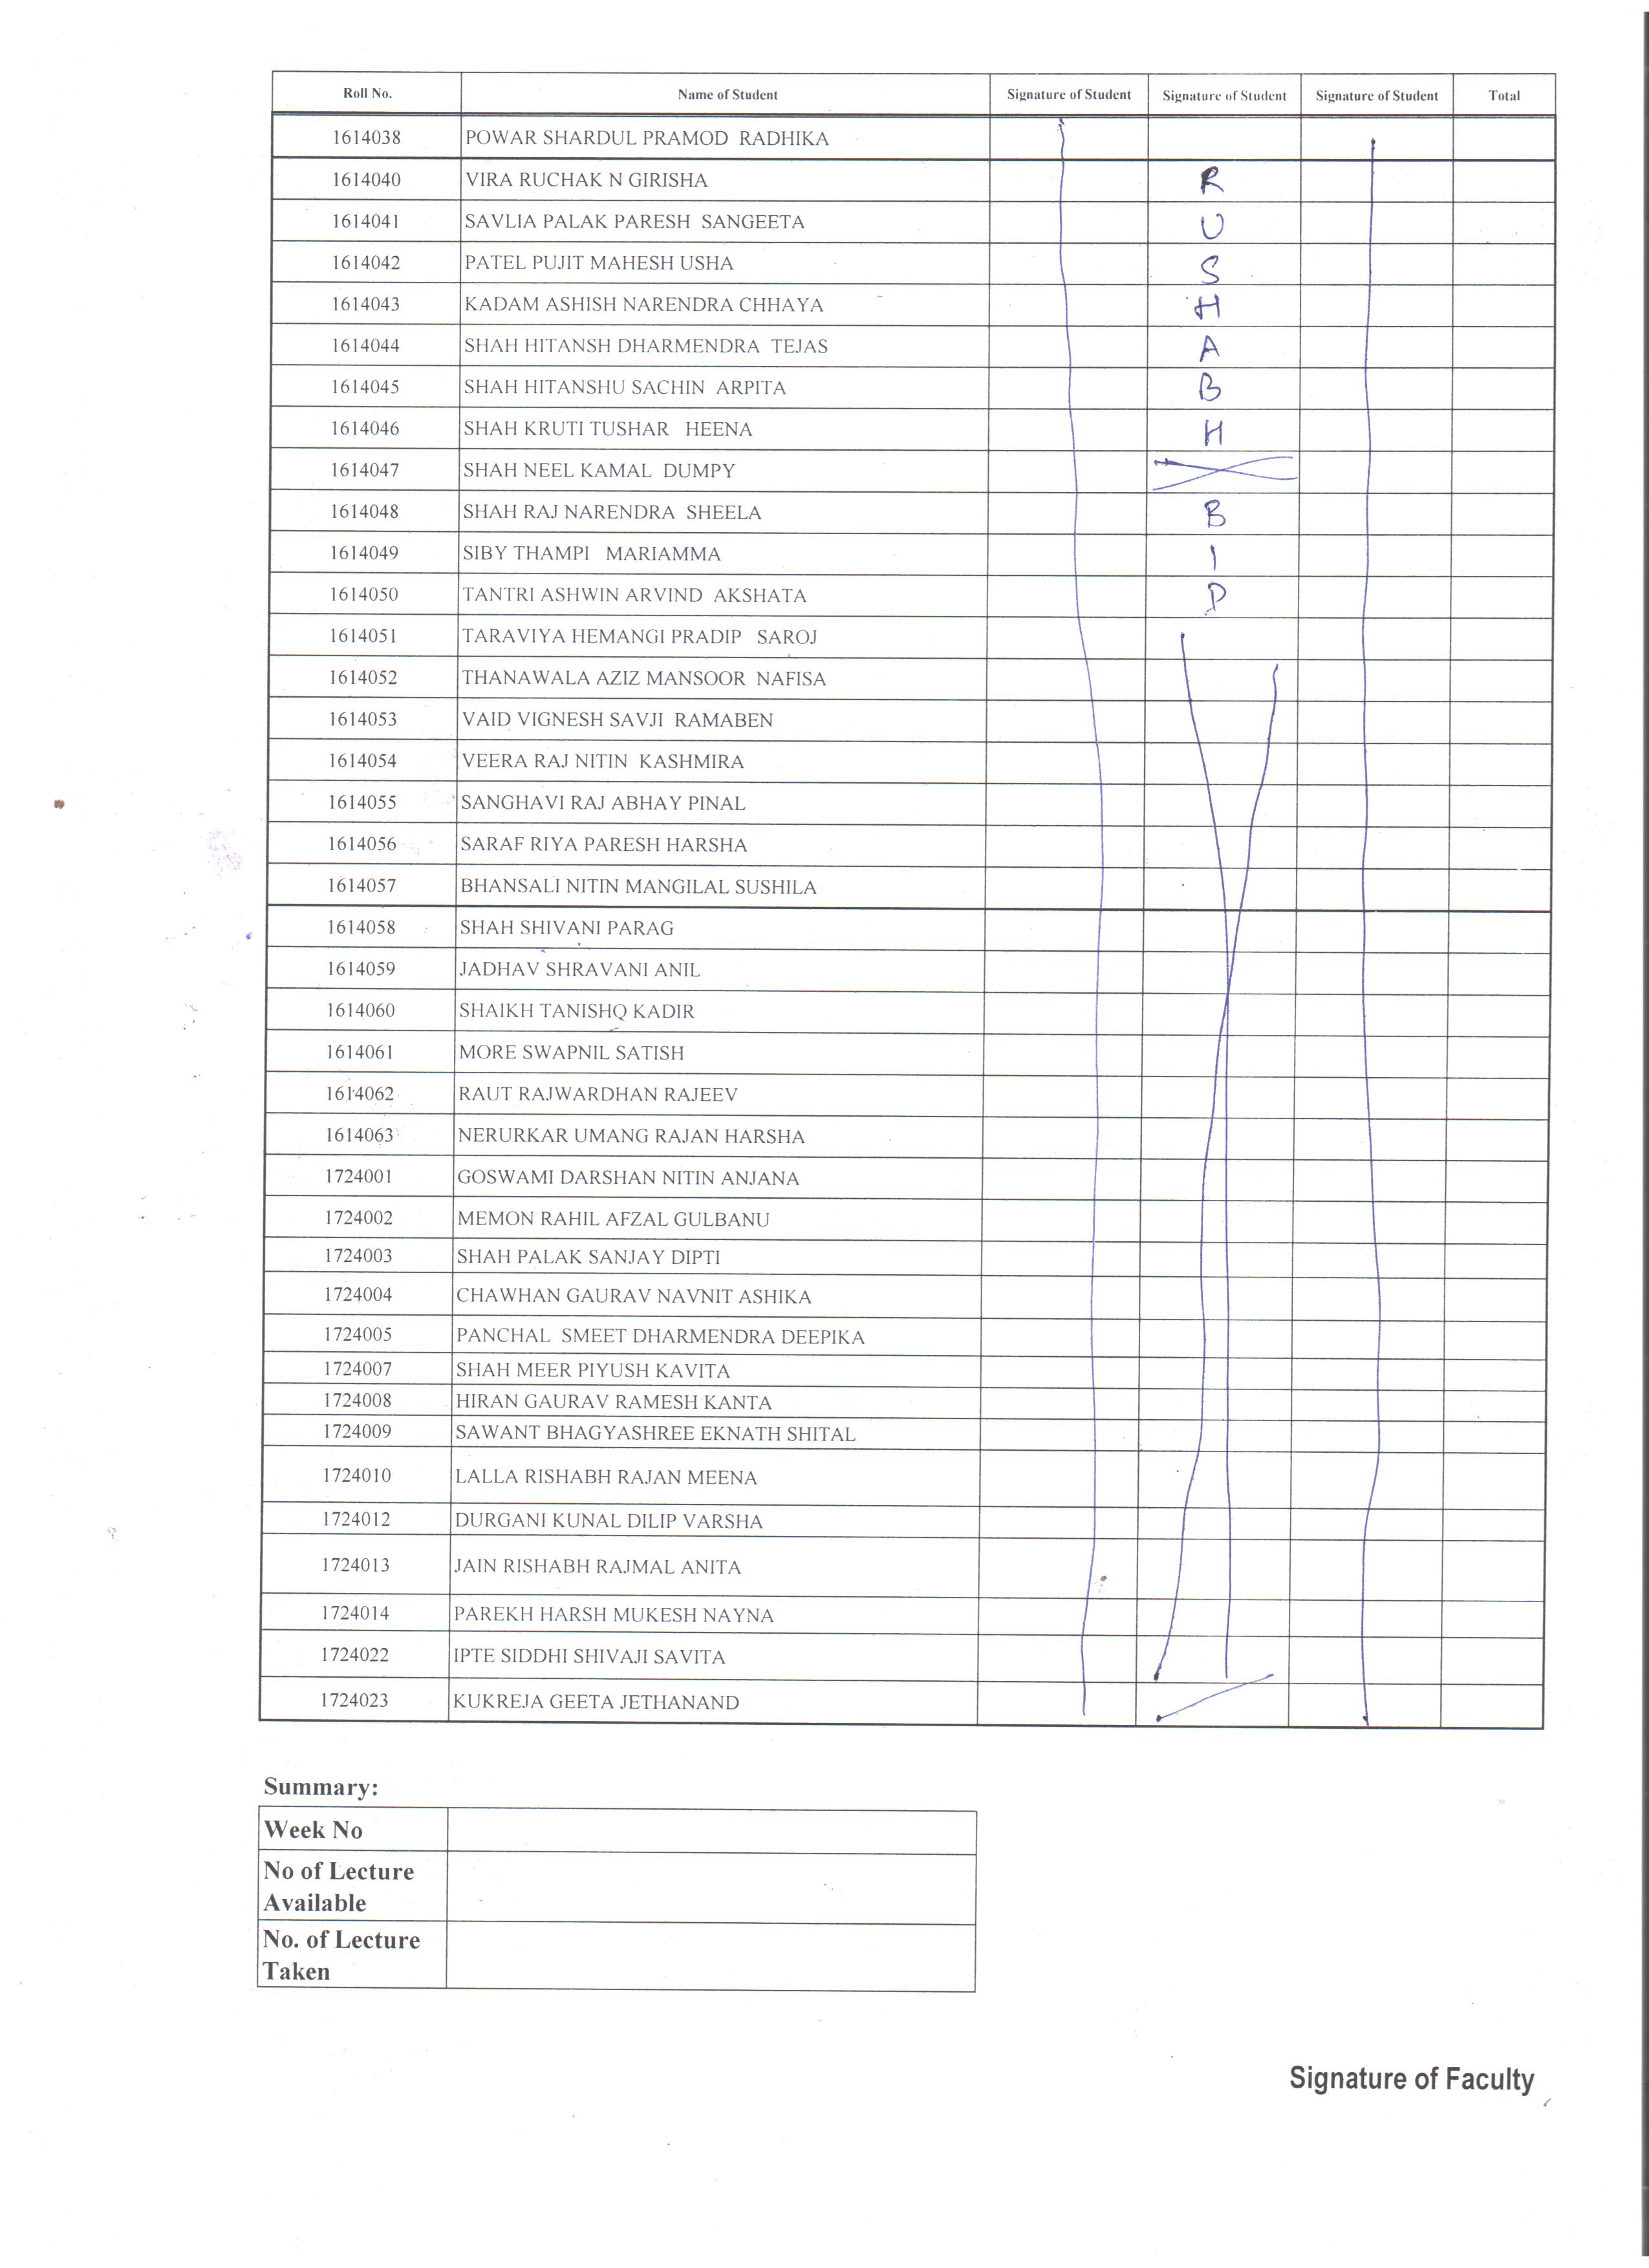 Roll No. Name of Student Signature of Student Signature of Student Signature of Student Total
1614038 POWAR SHARDUL PRAMOD RADHIKA
1614040 VIRA RUCHAK N GIRISHA R
1614041 SAVLIA PALAK PARESH SANGEETA U
1614042 PATEL PUJIT MAHESH USHA S
1614043 KADAM ASHISH NARENDRA CHHAYA H
1614044 SHAH HITANSH DHARMENDRA TEJAS A
1614045 SHAH HITANSHU SACHIN ARPITA B
1614046 SHAH KRUTI TUSHAR HEENA H
1614047 SHAH NEEL KAMAL DUMPY
1614048 SHAH RAJ NARENDRA SHEELA B
1614049 SIBY THAMPI MARIAMMA I
1614050 TANTRI ASHWIN ARVIND AKSHATA D
1614051 TARAVIYA HEMANGI PRADIP SAROJ
1614052 THANAWALA AZIZ MANSOOR NAFISA
1614053 VAID VIGNESH SAVJI RAMABEN
1614054 VEERA RAJ NITIN KASHMIRA
1614055 SANGHAVI RAJ ABHAY PINAL
1614056 SARAF RIYA PARESH HARSHA
1614057 BHANSALI NITIN MANGILAL SUSHILA
1614058 SHAH SHIVANI PARAG
1614059 JADHAV SHRAVANI ANIL
1614060 SHAIKH TANISHQ KADIR
1614061 MORE SWAPNIL SATISH
1614062 RAUT RAJWARDHAN RAJEEV
1614063 NERURKAR UMANG RAJAN HARSHA
1724001 GOSWAMI DARSHAN NITIN ANJANA
1724002 MEMON RAHIL AFZAL GULBANU
1724003 SHAH PALAK SANJAY DIPTI
1724004 CHAWHAN GAURAV NAVNIT ASHIKA
1724005 PANCHAL SMEET DHARMENDRA DEEPIKA
1724007 SHAH MEER PIYUSH KAVITA
1724008 HIRAN GAURAV RAMESH KANTA
1724009 SAWANT BHAGYASHREE EKNATH SHITAL
1724010 LALLA RISHABH RAJAN MEENA
1724012 DURGANI KUNAL DILIP VARSHA
1724013 JAIN RISHABH RAJMAL ANITA
1724014 PAREKH HARSH MUKESH NAYNA
1724022 IPTE SIDDHI SHIVAJI SAVITA
1724023 KUKREJA GEETA JETHANAND
Summary:
Week No
No of Lecture
Available
No. of Lecture
Taken
Signature of Faculty